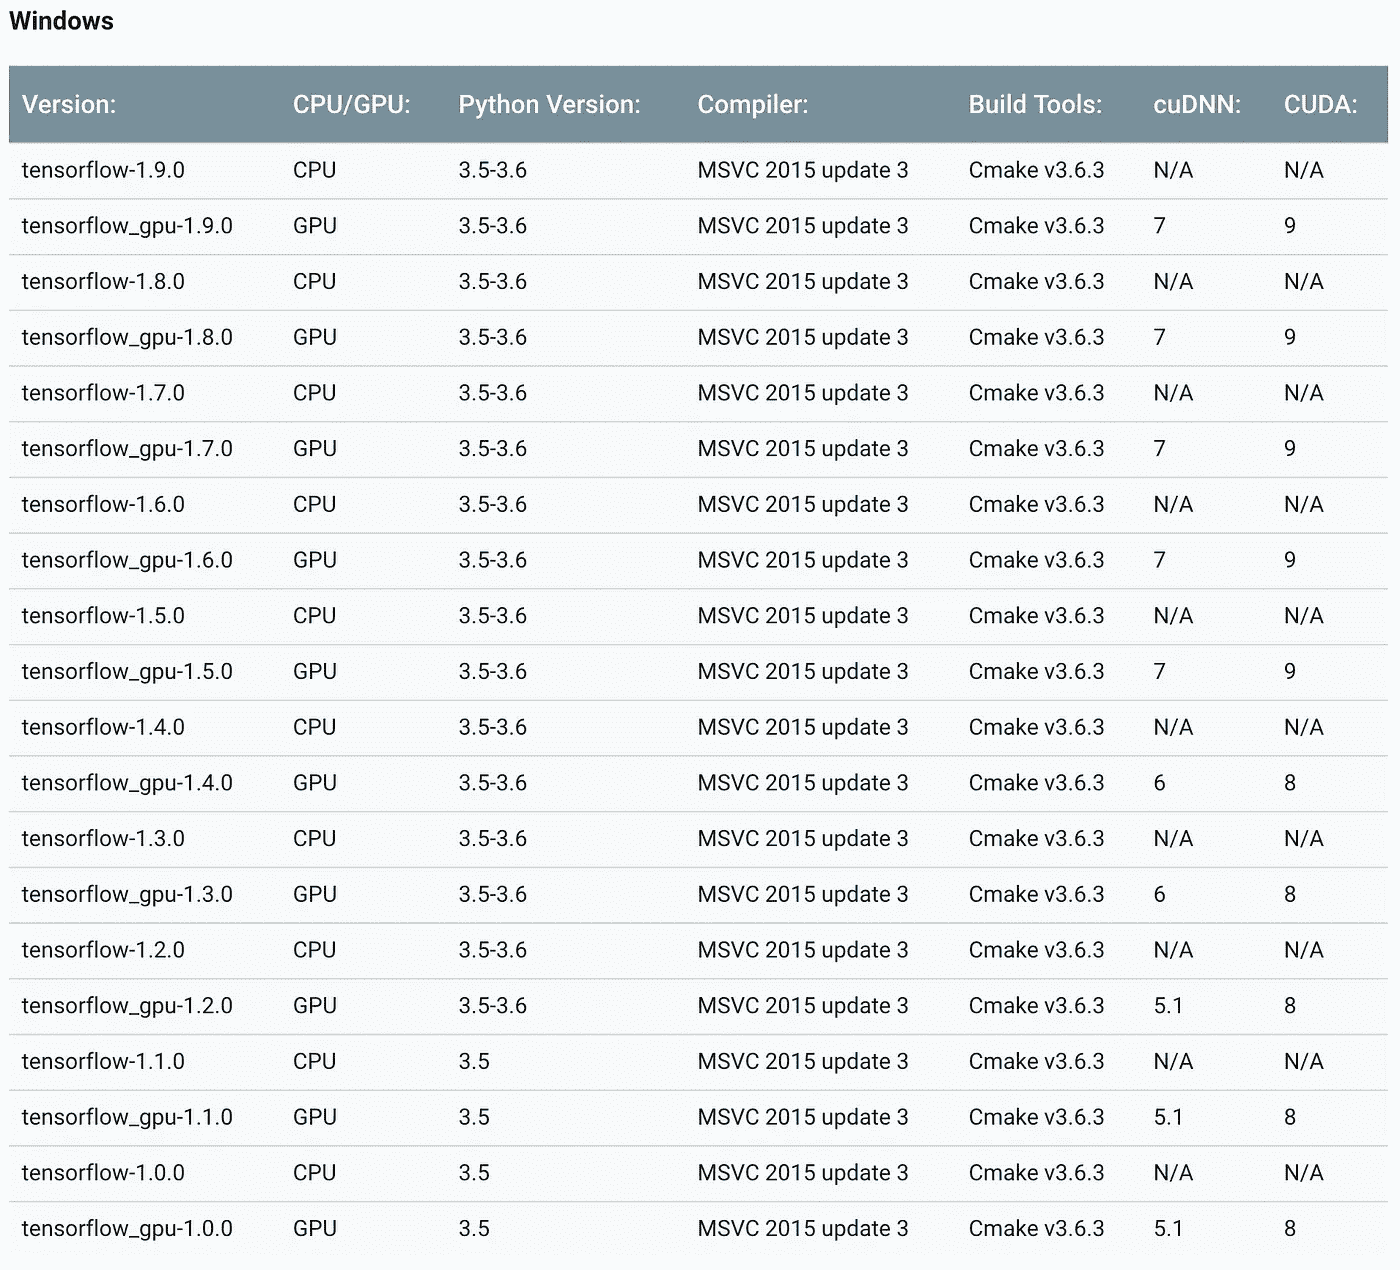 Windows
Version: CPU/GPU: Python Version: Compiler: Build Tools: cuDNN: CUDA:
tensorflow-1.9.0 CPU 3.5-3.6 MSVC 2015 update 3 Cmake v3.6.3 N/A N/A
tensorflow_gpu-1.9.0 GPU 3.5-3.6 MSVC 2015 update 3 Cmake v3.6.3 7 9
tensorflow-1.8.0 CPU 3.5-3.6 MSVC 2015 update 3 Cmake v3.6.3 N/A N/A
tensorflow_gpu-1.8.0 GPU 3.5-3.6 MSVC 2015 update 3 Cmake v3.6.3 7 9
tensorflow-1.7.0 CPU 3.5-3.6 MSVC 2015 update 3 Cmake v3.6.3 N/A N/A
tensorflow_gpu-1.7.0 GPU 3.5-3.6 MSVC 2015 update 3 Cmake v3.6.3 7 9
tensorflow-1.6.0 CPU 3.5-3.6 MSVC 2015 update 3 Cmake v3.6.3 N/A N/A
tensorflow_gpu-1.6.0 GPU 3.5-3.6 MSVC 2015 update 3 Cmake v3.6.3 7 9
tensorflow-1.5.0 CPU 3.5-3.6 MSVC 2015 update 3 Cmake v3.6.3 N/A N/A
tensorflow_gpu-1.5.0 GPU 3.5-3.6 MSVC 2015 update 3 Cmake v3.6.3 7 9
tensorflow-1.4.0 CPU 3.5-3.6 MSVC 2015 update 3 Cmake v3.6.3 N/A N/A
tensorflow_gpu-1.4.0 GPU 3.5-3.6 MSVC 2015 update 3 Cmake v3.6.3 6 8
tensorflow-1.3.0 CPU 3.5-3.6 MSVC 2015 update 3 Cmake v3.6.3 N/A N/A
tensorflow_gpu-1.3.0 GPU 3.5-3.6 MSVC 2015 update 3 Cmake v3.6.3 6 8
tensorflow-1.2.0 CPU 3.5-3.6 MSVC 2015 update 3 Cmake v3.6.3 N/A N/A
tensorflow_gpu-1.2.0 GPU 3.5-3.6 MSVC 2015 update 3 Cmake v3.6.3 5.1 8
tensorflow-1.1.0 CPU 3.5 MSVC 2015 update 3 Cmake v3.6.3 N/A N/A
tensorflow_gpu-1.1.0 GPU 3.5 MSVC 2015 update 3 Cmake v3.6.3 5.1 8
tensorflow-1.0.0 CPU 3.5 MSVC 2015 update 3 Cmake v3.6.3 N/A N/A
tensorflow_gpu-1.0.0 GPU 3.5 MSVC 2015 update 3 Cmake v3.6.3 5.1 8